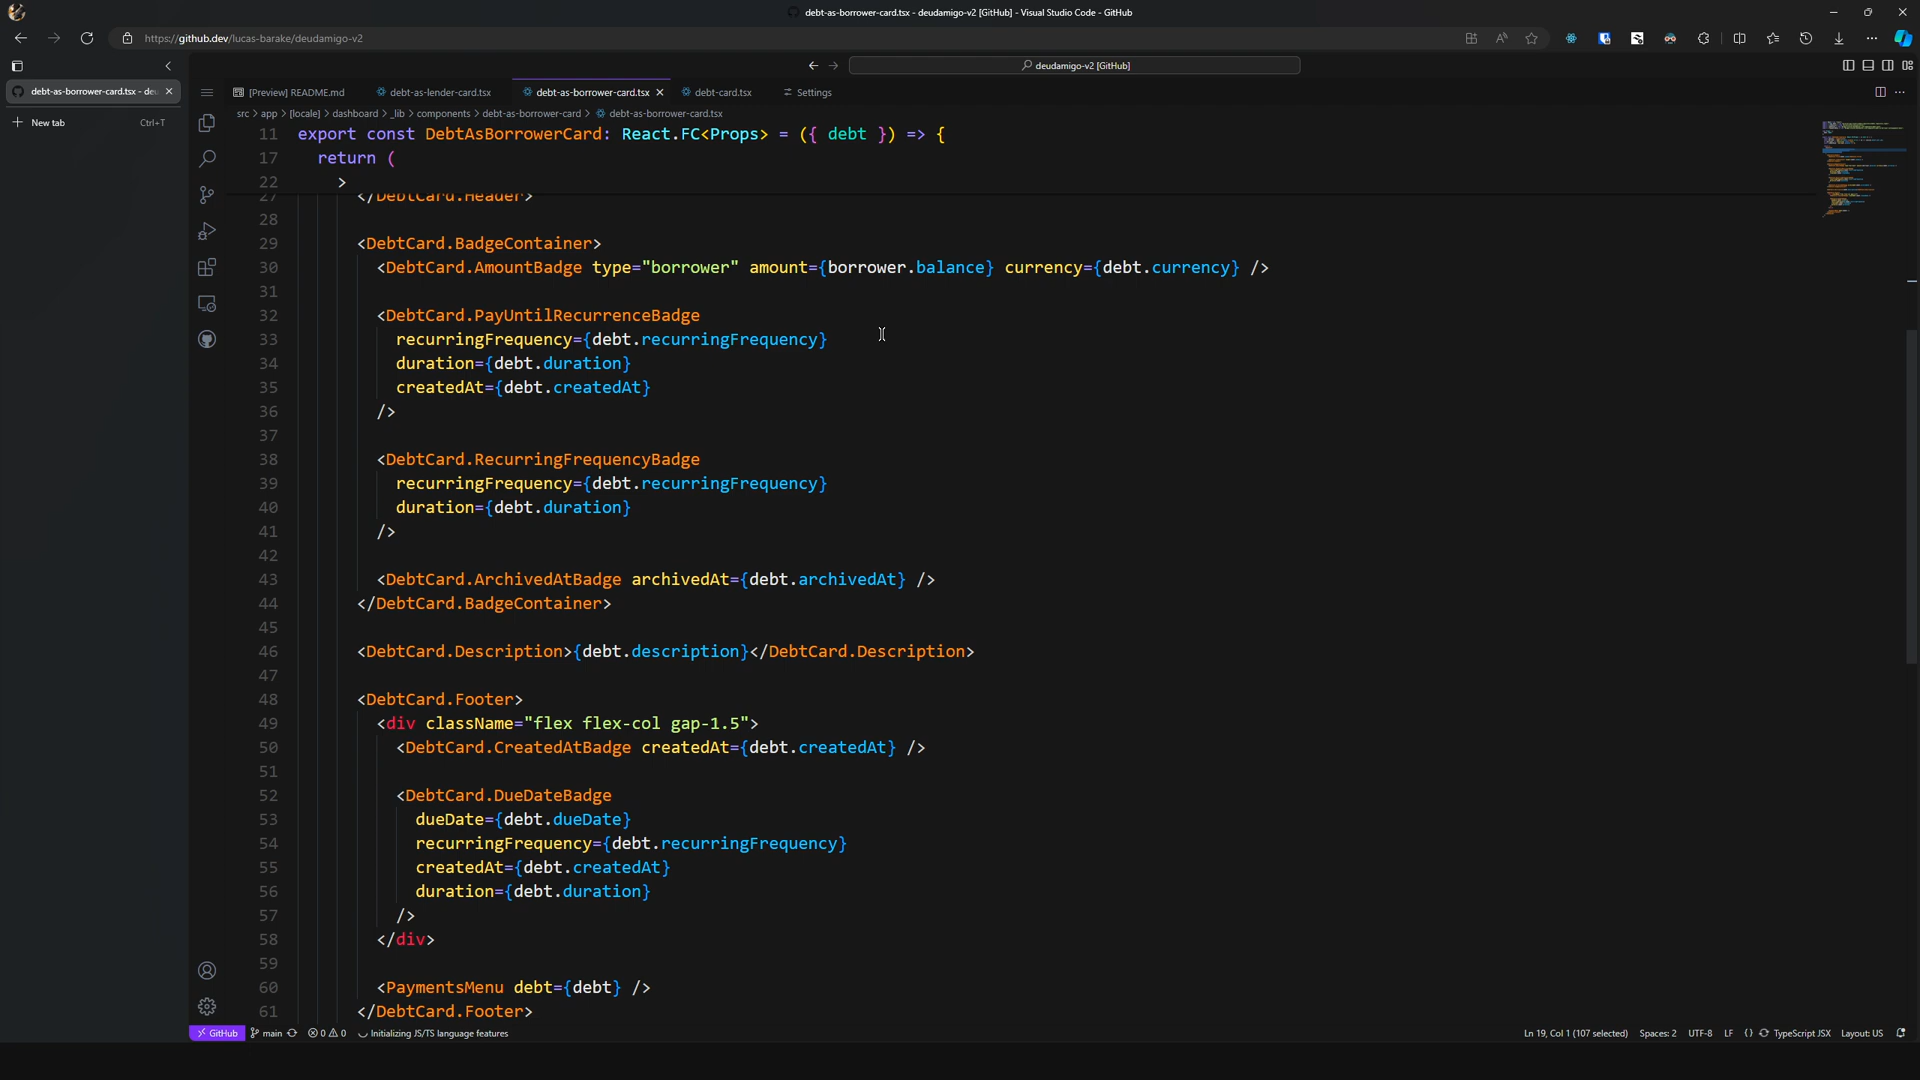 debt-as-borrower-card.tsx - deudamigo-v2 [GitHub] - Visual Studio Code - GitHub
https://github.dev/lucas-barake/deudamigo-v2
deudamigo-v2 [GitHub]
debt-as-borrower-card.tsx - deu
New tab Ctrl+T
[Preview] README.md debt-as-lender-card.tsx debt-as-borrower-card.tsx debt-card.tsx Settings
src > app > [locale] > dashboard > _lib > components > debt-as-borrower-card > debt-as-borrower-card.tsx
11 export const DebtAsBorrowerCard: React.FC<Props> = ({ debt }) => {
17 return (
22 >
27 </DebtCard.Header>
28
29 <DebtCard.BadgeContainer>
30 <DebtCard.AmountBadge type="borrower" amount={borrower.balance} currency={debt.currency} />
31
32 <DebtCard.PayUntilRecurrenceBadge
33 recurringFrequency={debt.recurringFrequency}
34 duration={debt.duration}
35 createdAt={debt.createdAt}
36 />
37
38 <DebtCard.RecurringFrequencyBadge
39 recurringFrequency={debt.recurringFrequency}
40 duration={debt.duration}
41 />
42
43 <DebtCard.ArchivedAtBadge archivedAt={debt.archivedAt} />
44 </DebtCard.BadgeContainer>
45
46 <DebtCard.Description>{debt.description}</DebtCard.Description>
47
48 <DebtCard.Footer>
49 <div className="flex flex-col gap-1.5">
50 <DebtCard.CreatedAtBadge createdAt={debt.createdAt} />
51
52 <DebtCard.DueDateBadge
53 dueDate={debt.dueDate}
54 recurringFrequency={debt.recurringFrequency}
55 createdAt={debt.createdAt}
56 duration={debt.duration}
57 />
58 </div>
59
60 <PaymentsMenu debt={debt} />
61 </DebtCard.Footer>
GitHub main 0 0 Initializing JS/TS language features Ln 19, Col 1 (107 selected) Spaces: 2 UTF-8 LF {} TypeScript JSX Layout: US